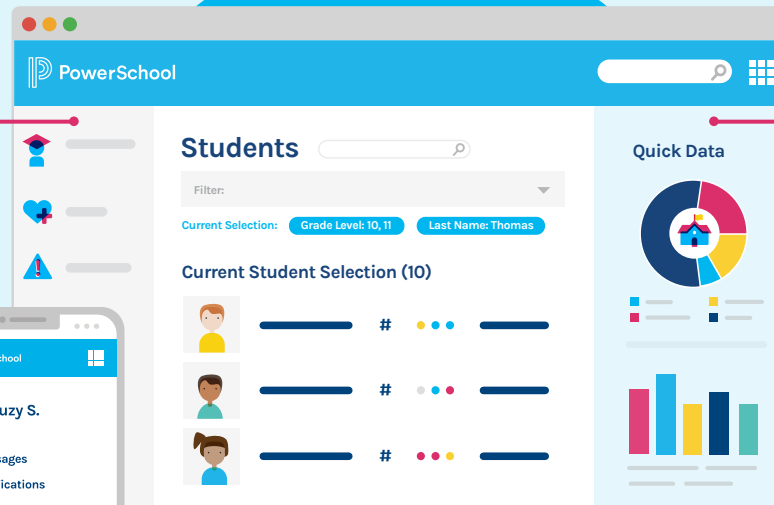 PowerSchool
Students
Quick Data
Filter:
Current Selection: Grade Level: 10, 11 Last Name: Thomas
Current Student Selection (10)
#
#
#
chool
uzy S.
sages
ications